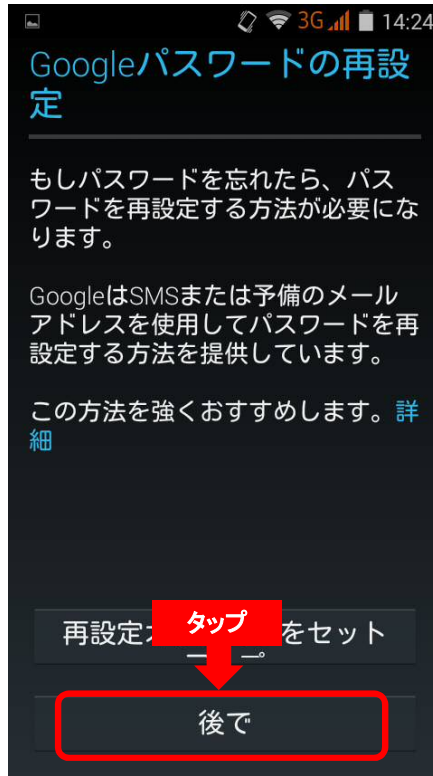 3G 14:24
Googleパスワードの再設
定
もしパスワードを忘れたら、パス
ワードを再設定する方法が必要にな
ります。
GoogleはSMSまたは予備のメール
アドレスを使用してパスワードを再
設定する方法を提供しています。
この方法を強くおすすめします。詳
細
再設定 タップ をセット
後で